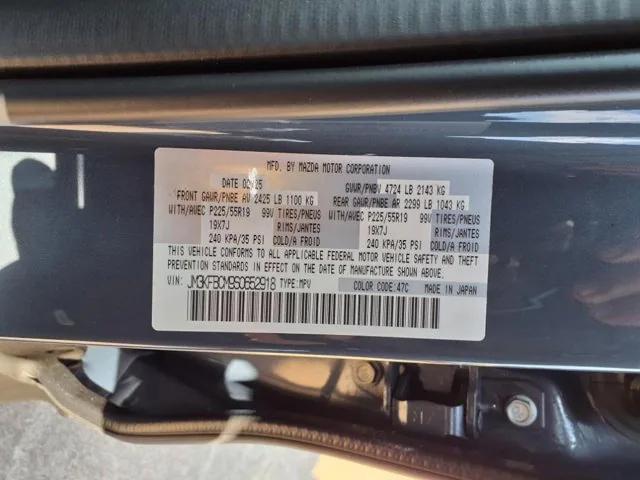 MFD. BY MAZDA MOTOR CORPORATION
DATE 02/25 GVWR/PNBV 4724 LB 2143 KG
FRONT GAWR/PNBE AV 2425 LB 1100 KG REAR GAWR/PNBE AR 2299 LB 1043 KG
WITH/AVEC P225/55R19 99V TIRES/PNEUS WITH/AVEC P225/55R19 99V TIRES/PNEUS
19X7J RIMS/JANTES 19X7J RIMS/JANTES
240 KPA/35 PSI COLD/A FROID 240 KPA/35 PSI COLD/A FROID
THIS VEHICLE CONFORMS TO ALL APPLICABLE FEDERAL MOTOR VEHICLE SAFETY, BUMPER, AND THEFT
PREVENTION STANDARDS IN EFFECT ON THE DATE OF MANUFACTURE SHOWN ABOVE.
VIN: JM3KFBCM9S0652918 TYPE:MPV COLOR CODE:47C MADE IN JAPAN